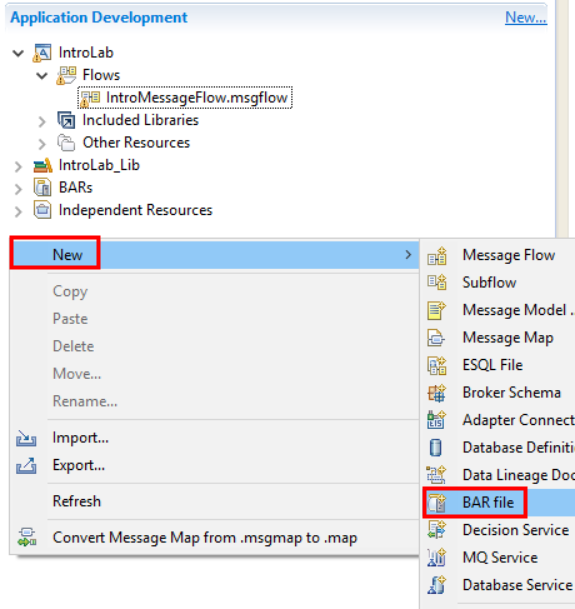 Application Development
New...
IntroLab
Flows
IntroMessageFlow.msgflow
Included Libraries
Other Resources
IntroLab_Lib
BARs
Independent Resources
New
Copy
Paste
Delete
Move...
Rename...
Import...
Export...
Refresh
Convert Message Map from .msgmap to .map
Message Flow
Subflow
Message Model ..
Message Map
ESQL File
Broker Schema
Adapter Connect
Database Definiti
Data Lineage Doc
BAR file
Decision Service
MQ Service
Database Service